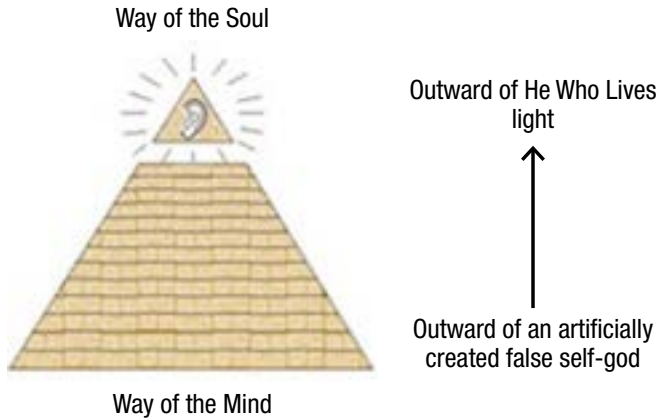 Way of the Soul
Outward of He Who Lives
light
Outward of an artificially
created false self-god
Way of the Mind